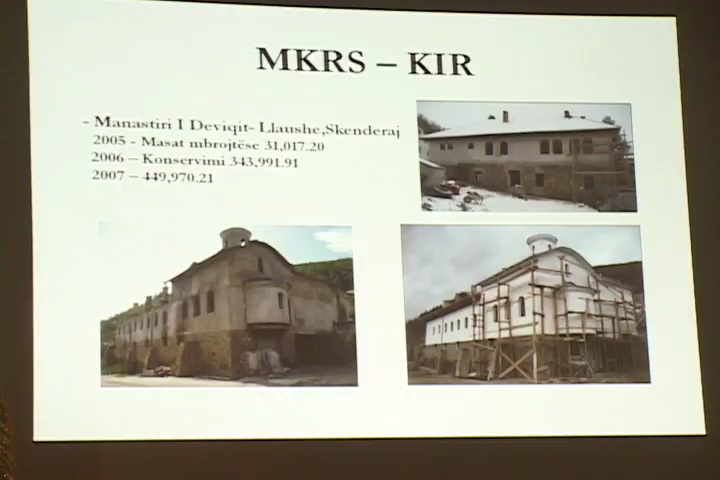 MKRS – KIR
- Manastiri I Deviqit- Llaushe,Skenderaj
2005 - Masat mbrojtëse 31,017.20
2006 – Konservimi 343,991.91
2007 – 449,970.21